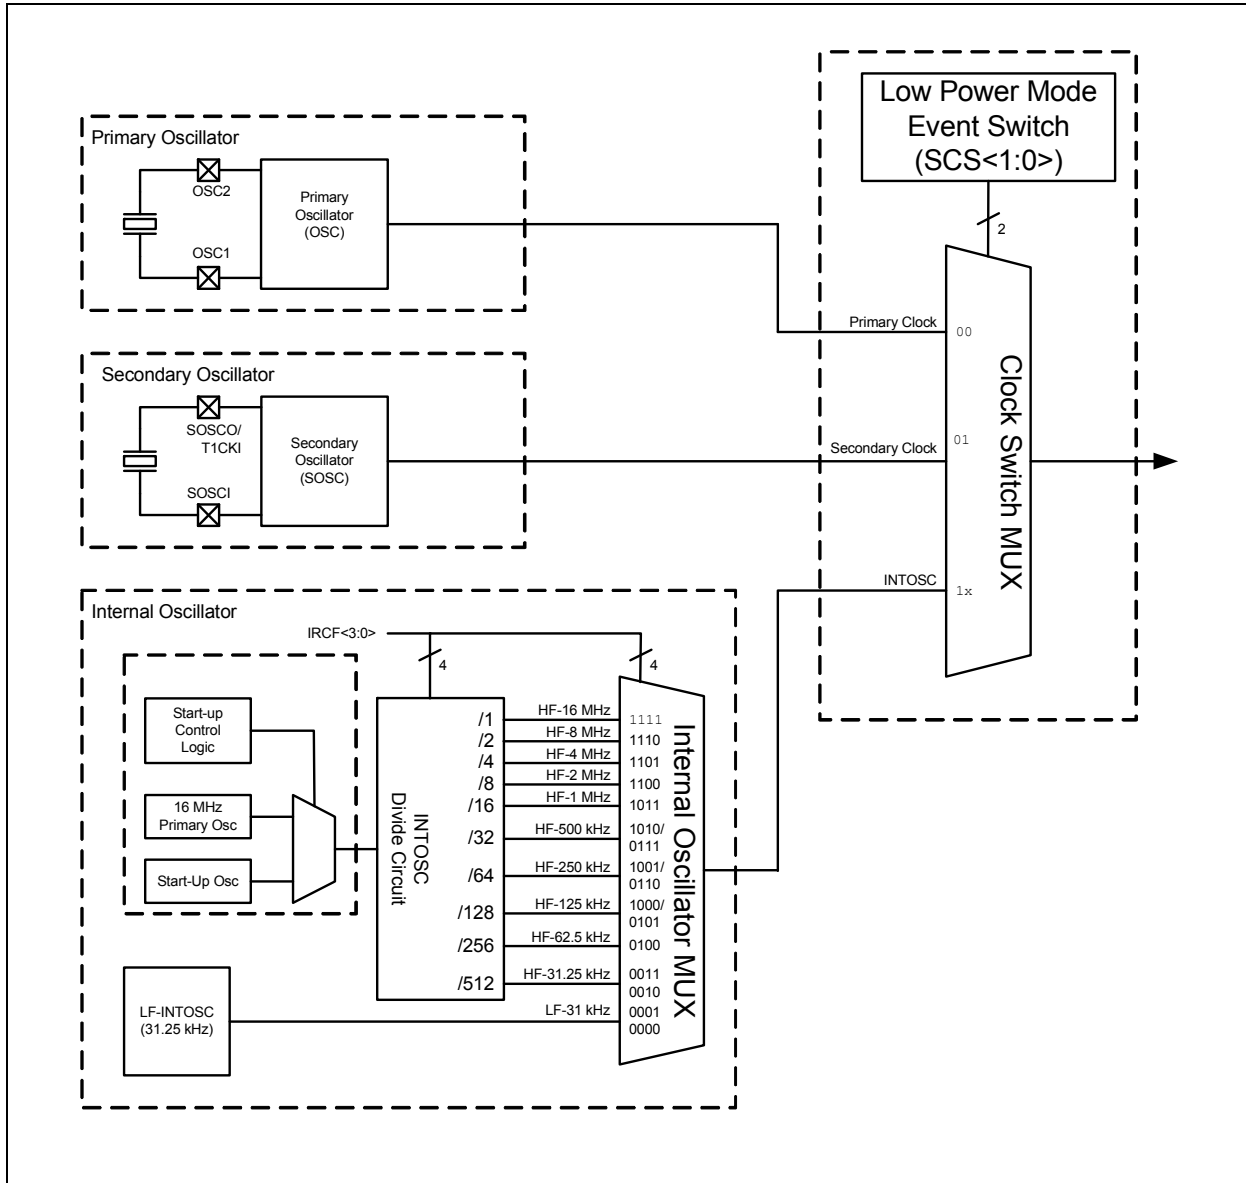 Low Power Mode
Event Switch
(SCS<1:0>)
2
Primary Oscillator
OSC2
OSC1
Primary
Oscillator
(OSC)
Primary Clock
00
Secondary Oscillator
SOSCO/
T1CKI
SOSCI
Secondary
Oscillator
(SOSC)
Secondary Clock
01
INTOSC
1x
Clock Switch MUX
Internal Oscillator
IRCF<3:0>
4
4
Start-up
Control
Logic
16 MHz
Primary Osc
Start-Up Osc
LF-INTOSC
(31.25 kHz)
INTOSC
Divide Circuit
/1
HF-16 MHz
1111
/2
HF-8 MHz
1110
/4
HF-4 MHz
1101
/8
HF-2 MHz
1100
/16
HF-1 MHz
1011
/32
HF-500 kHz
1010/
0111
/64
HF-250 kHz
1001/
0110
/128
HF-125 kHz
1000/
0101
/256
HF-62.5 kHz
0100
/512
HF-31.25 kHz
0011
0010
LF-31 kHz
0001
0000
Internal Oscillator MUX